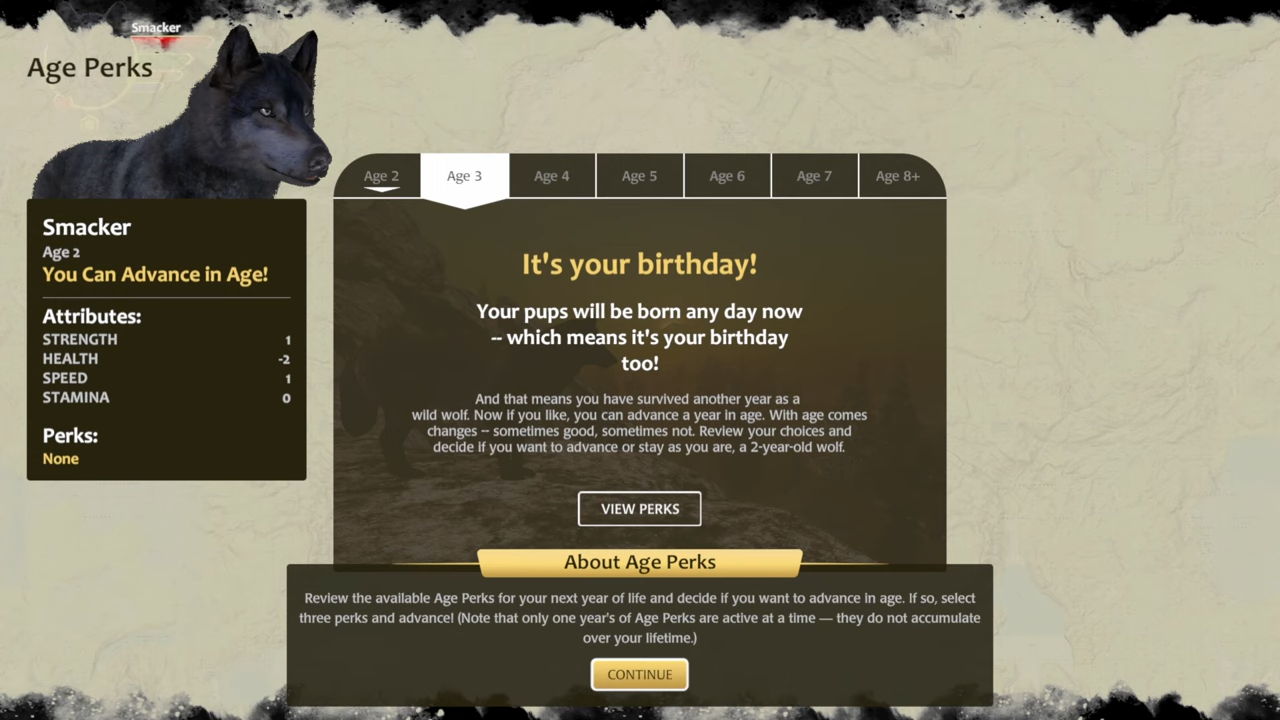 Smacker
Age Perks
Smacker
Age 2
You Can Advance in Age!
Attributes:
STRENGTH 1
HEALTH -2
SPEED 1
STAMINA 0
Perks:
None
Age 2 Age 3 Age 4 Age 5 Age 6 Age 7 Age 8+
It's your birthday!
Your pups will be born any day now
-- which means it's your birthday
too!
And that means you have survived another year as a
wild wolf. Now if you like, you can advance a year in age. With age comes
changes -- sometimes good, sometimes not. Review your choices and
decide if you want to advance or stay as you are, a 2-year-old wolf.
VIEW PERKS
About Age Perks
Review the available Age Perks for your next year of life and decide if you want to advance in age. If so, select
three perks and advance! (Note that only one year's of Age Perks are active at a time — they do not accumulate
over your lifetime.)
CONTINUE